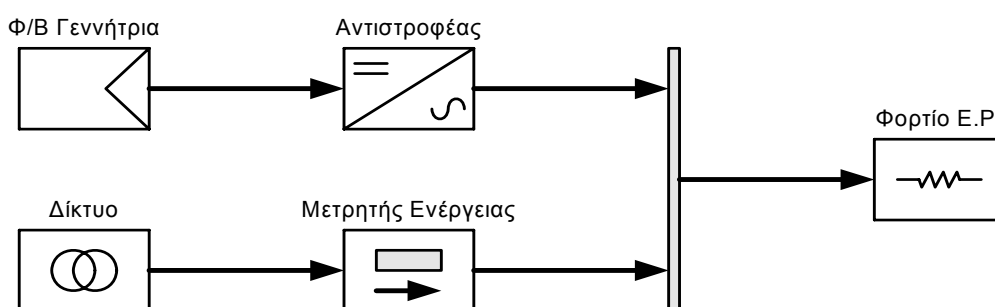 Φ/Β Γεννήτρια
Αντιστροφέας
Φορτίο Ε.Ρ
Δίκτυο
Μετρητής Ενέργειας